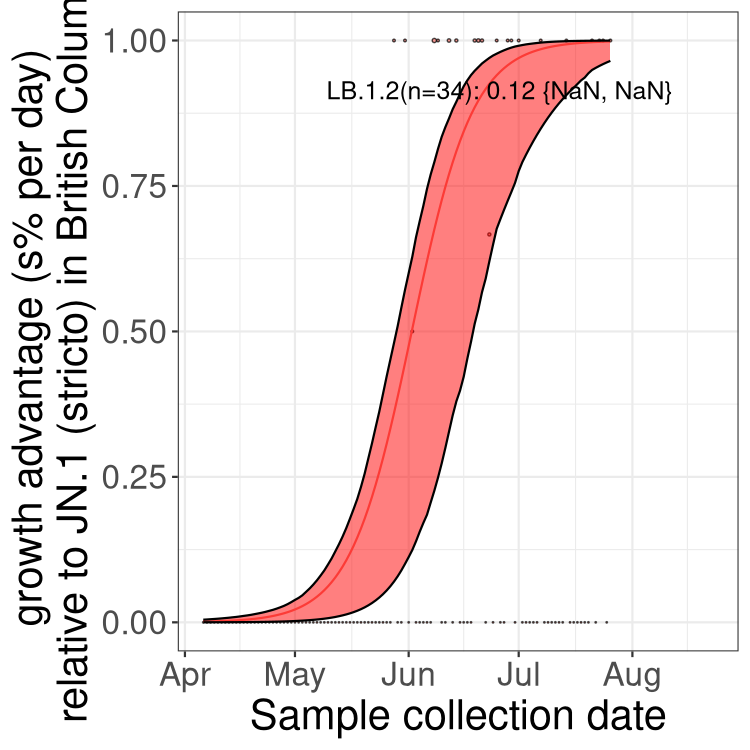 growth advantage (s% per day)
relative to JN.1 (stricto) in British Colum
1.00
0.75
0.50
0.25
0.00
LB.1.2(n=34): 0.12 {NaN, NaN}
Apr May Jun Jul Aug
Sample collection date